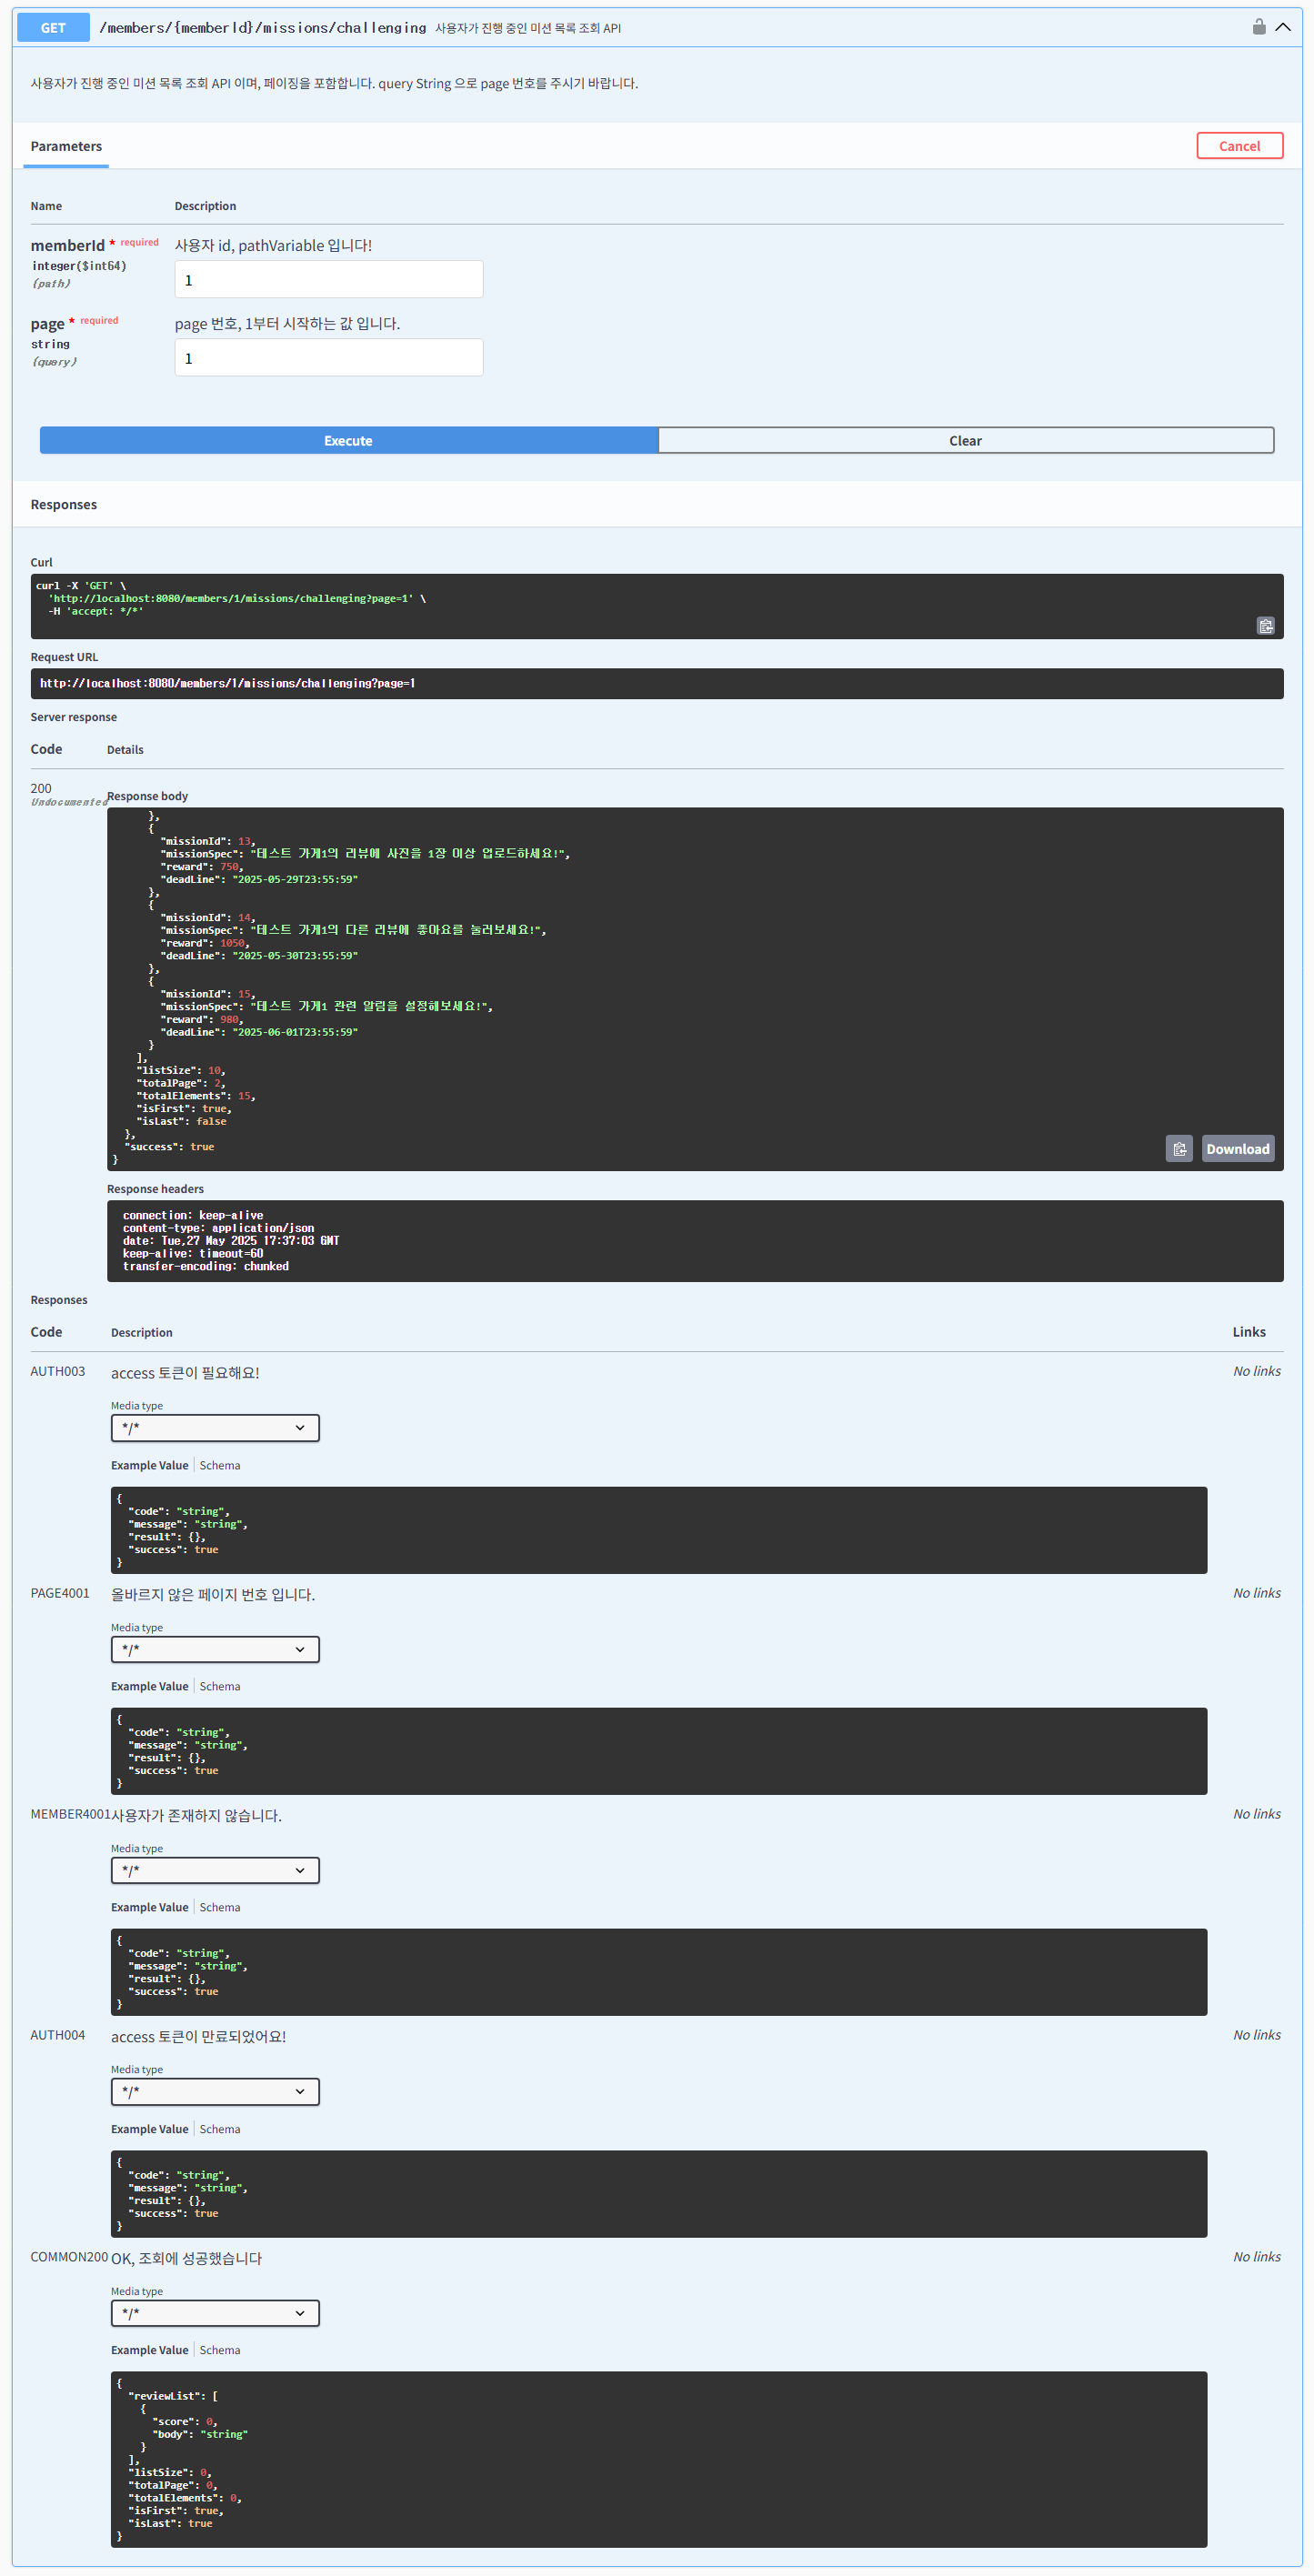 GET /members/{memberId}/missions/challenging 사용자가 진행 중인 미션 목록 조회 API
사용자가 진행 중인 미션 목록 조회 API 이며, 페이징을 포함합니다. query String 으로 page 번호를 주시기 바랍니다.
Parameters
Cancel
Name Description
memberId * required 사용자 id, pathVariable 입니다!
integer($int64)
(path)
1
page * required page 번호, 1부터 시작하는 값 입니다.
string
(query)
1
Execute Clear
Responses
Curl
curl -X 'GET' \
'http://localhost:8080/members/1/missions/challenging?page=1' \
-H 'accept: */*'
Request URL
http://localhost:8080/members/1/missions/challenging?page=1
Server response
Code Details
200
Undocumented
Response body
},
{
"missionId": 13,
"missionSpec": "테스트 가게1의 리뷰에 사진을 1장 이상 업로드하세요!",
"reward": 750,
"deadLine": "2025-05-29T23:55:59"
},
{
"missionId": 14,
"missionSpec": "테스트 가게1의 다른 리뷰에 좋아요를 눌러보세요!",
"reward": 1050,
"deadLine": "2025-05-30T23:55:59"
},
{
"missionId": 15,
"missionSpec": "테스트 가게1 관련 알림을 설정해보세요!",
"reward": 980,
"deadLine": "2025-06-01T23:55:59"
}
],
"listSize": 10,
"totalPage": 2,
"totalElements": 15,
"isFirst": true,
"isLast": false
},
"success": true
}
Download
Response headers
connection: keep-alive
content-type: application/json
date: Tue,27 May 2025 17:37:03 GMT
keep-alive: timeout=60
transfer-encoding: chunked
Responses
Code Description Links
AUTH003 access 토큰이 필요해요! No links
Media type
*/*
Example Value Schema
{
"code": "string",
"message": "string",
"result": {},
"success": true
}
PAGE4001 올바르지 않은 페이지 번호 입니다. No links
Media type
*/*
Example Value Schema
{
"code": "string",
"message": "string",
"result": {},
"success": true
}
MEMBER4001 사용자가 존재하지 않습니다. No links
Media type
*/*
Example Value Schema
{
"code": "string",
"message": "string",
"result": {},
"success": true
}
AUTH004 access 토큰이 만료되었어요! No links
Media type
*/*
Example Value Schema
{
"code": "string",
"message": "string",
"result": {},
"success": true
}
COMMON200 OK, 조회에 성공했습니다 No links
Media type
*/*
Example Value Schema
{
"reviewList": [
{
"score": 0,
"body": "string"
}
],
"listSize": 0,
"totalPage": 0,
"totalElements": 0,
"isFirst": true,
"isLast": true
}